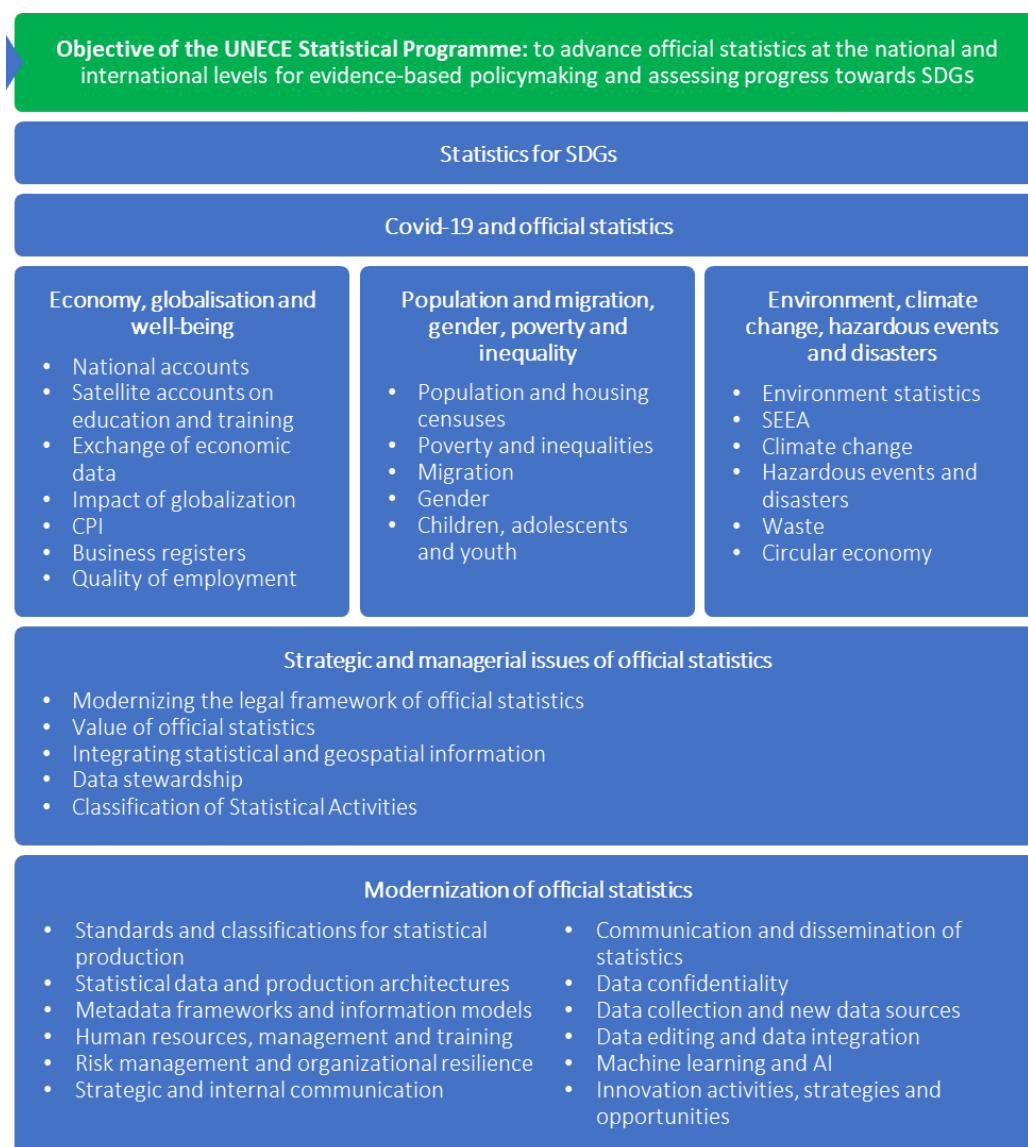 Objective of the UNECE Statistical Programme: to advance official statistics at the national and
international levels for evidence-based policymaking and assessing progress towards SDGs
Statistics for SDGs
Covid-19 and official statistics
Economy, globalisation and
well-being
• National accounts
• Satellite accounts on
education and training
• Exchange of economic
data
• Impact of globalization
• CPI
• Business registers
• Quality of employment
Population and migration,
gender, poverty and
inequality
• Population and housing
censuses
• Poverty and inequalities
• Migration
• Gender
• Children, adolescents
and youth
Environment, climate
change, hazardous events
and disasters
• Environment statistics
• SEEA
• Climate change
• Hazardous events and
disasters
• Waste
• Circular economy
Strategic and managerial issues of official statistics
• Modernizing the legal framework of official statistics
• Value of official statistics
• Integrating statistical and geospatial information
• Data stewardship
• Classification of Statistical Activities
Modernization of official statistics
• Standards and classifications for statistical
production
• Statistical data and production architectures
• Metadata frameworks and information models
• Human resources, management and training
• Risk management and organizational resilience
• Strategic and internal communication
• Communication and dissemination of
statistics
• Data confidentiality
• Data collection and new data sources
• Data editing and data integration
• Machine learning and AI
• Innovation activities, strategies and
opportunities